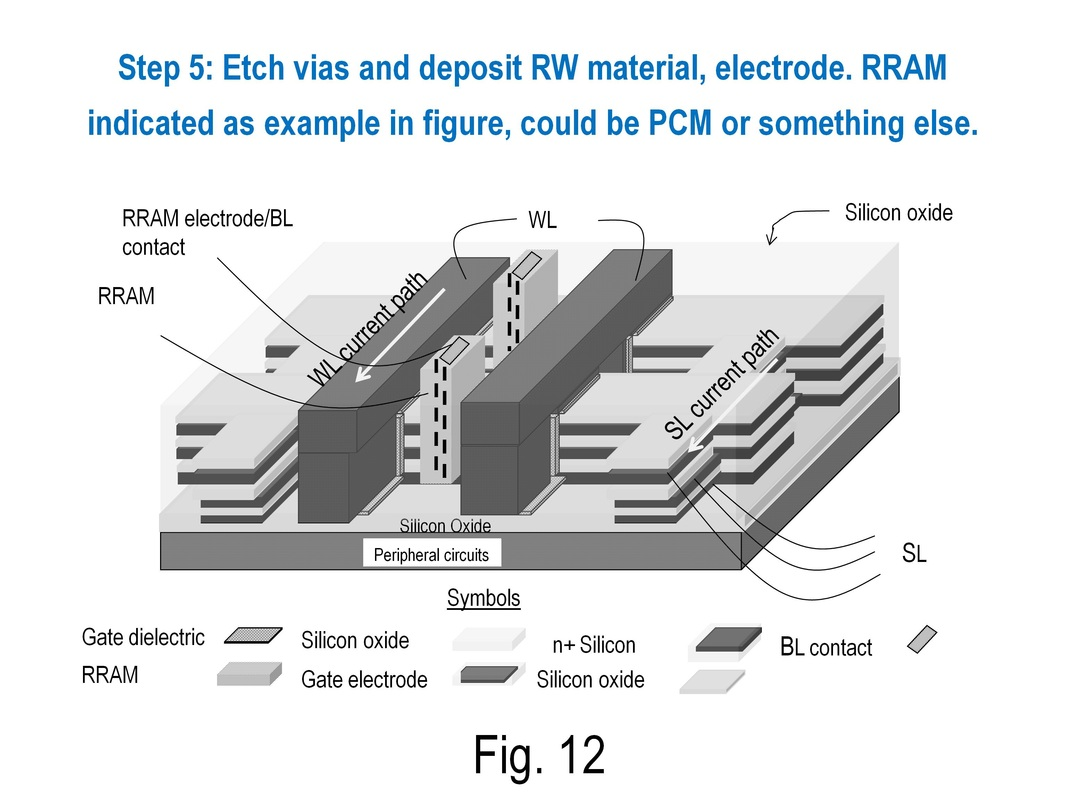 Step 5: Etch vias and deposit RW material, electrode. RRAM
indicated as example in figure, could be PCM or something else.
RRAM electrode/BL
contact
WL
Silicon oxide
RRAM
WL current path
SL current path
Silicon Oxide
Peripheral circuits
SL
Symbols
Gate dielectric
Silicon oxide
n+ Silicon
BL contact
RRAM
Gate electrode
Silicon oxide
Fig. 12